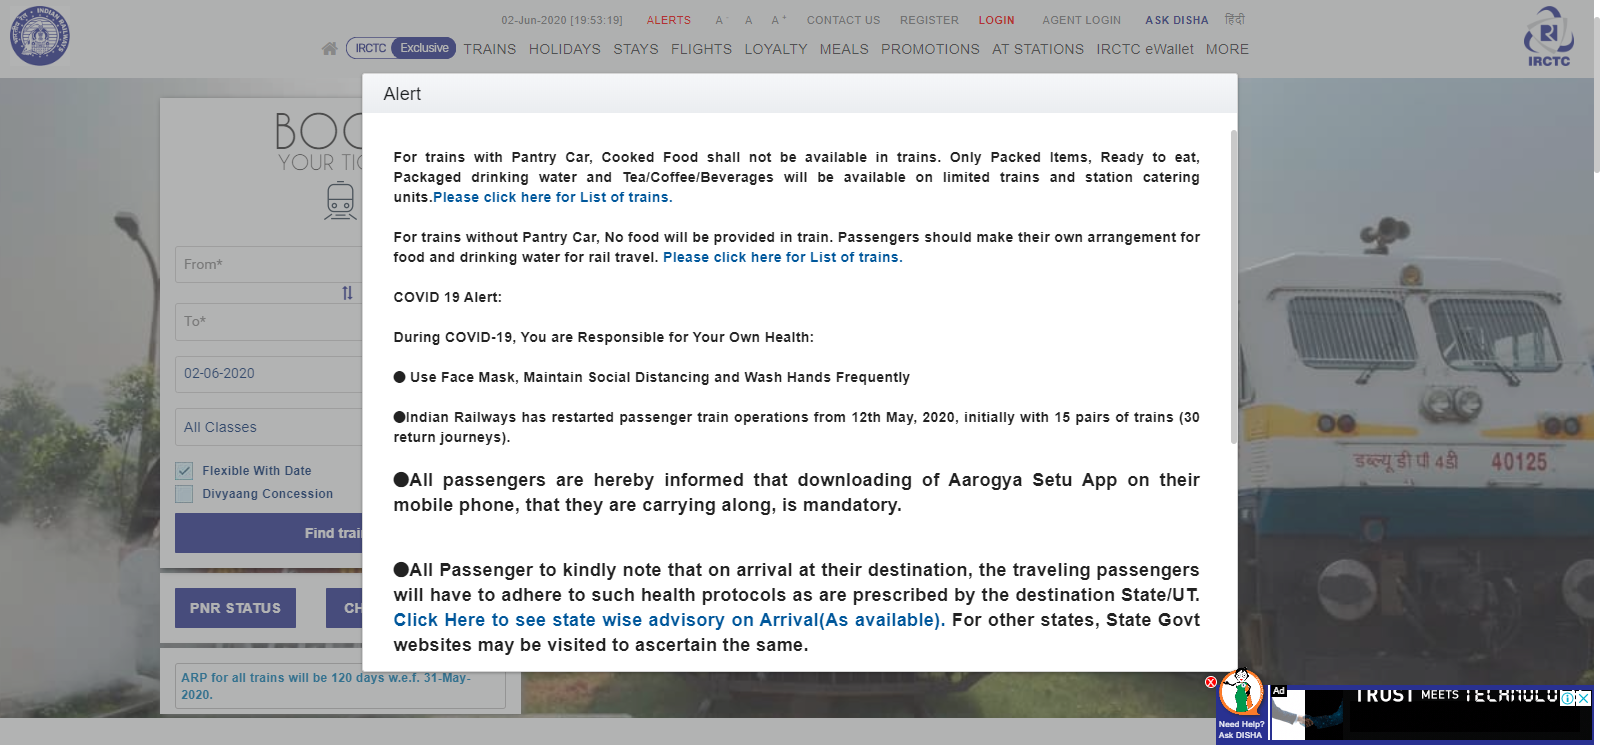 02-Jun-2020 [19:53:19] ALERTS A- A A+ CONTACT US REGISTER LOGIN AGENT LOGIN ASK DISHA हिंदी
IRCTC Exclusive TRAINS HOLIDAYS STAYS FLIGHTS LOYALTY MEALS PROMOTIONS AT STATIONS IRCTC eWallet MORE
IRCTC
Alert
For trains with Pantry Car, Cooked Food shall not be available in trains. Only Packed Items, Ready to eat,
Packaged drinking water and Tea/Coffee/Beverages will be available on limited trains and station catering
units.Please click here for List of trains.
For trains without Pantry Car, No food will be provided in train. Passengers should make their own arrangement for
food and drinking water for rail travel. Please click here for List of trains.
COVID 19 Alert:
During COVID-19, You are Responsible for Your Own Health:
● Use Face Mask, Maintain Social Distancing and Wash Hands Frequently
●Indian Railways has restarted passenger train operations from 12th May, 2020, initially with 15 pairs of trains (30
return journeys).
●All passengers are hereby informed that downloading of Aarogya Setu App on their
mobile phone, that they are carrying along, is mandatory.
●All Passenger to kindly note that on arrival at their destination, the traveling passengers
will have to adhere to such health protocols as are prescribed by the destination State/UT.
Click Here to see state wise advisory on Arrival(As available). For other states, State Govt
websites may be visited to ascertain the same.
BOO
YOUR TIC
From*
To*
02-06-2020
All Classes
Flexible With Date
Divyaang Concession
Find trai
PNR STATUS
CH
ARP for all trains will be 120 days w.e.f. 31-May-
2020.
डब्ल्यू डी पी 4डी 40125
Need Help?
Ask DISHA
Ad
TRUST MEETS TECHNOLO